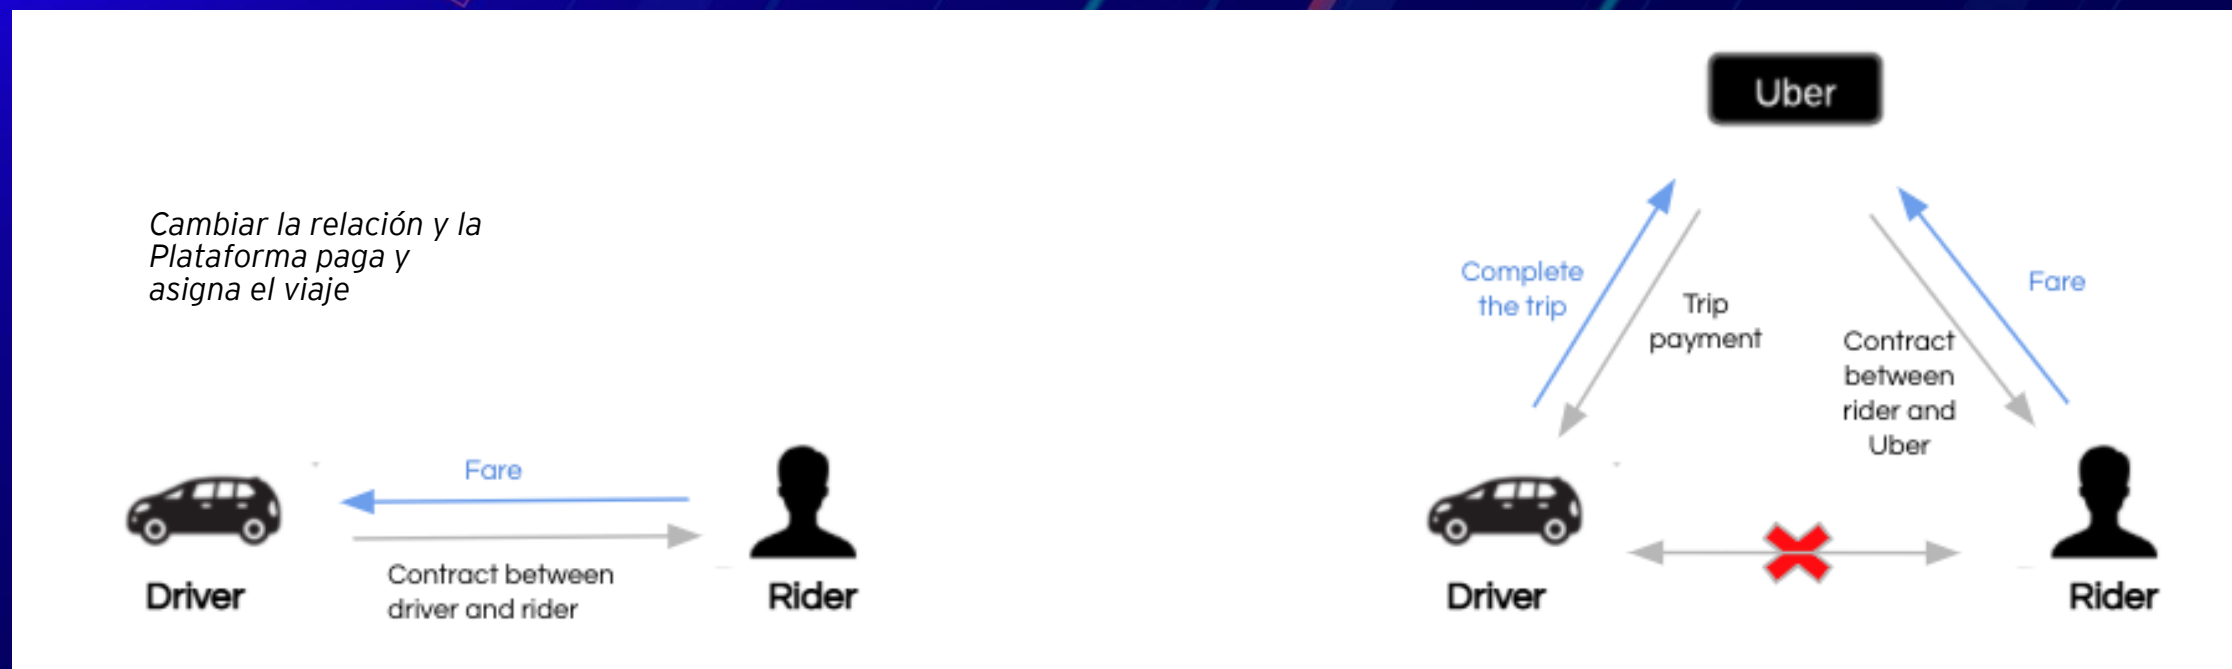 Cambiar la relación y la
Plataforma paga y
asigna el viaje
Fare
Contract between
driver and rider
Driver
Rider
Uber
Complete
the trip
Trip
payment
Contract
between
rider and
Uber
Fare
Driver
Rider